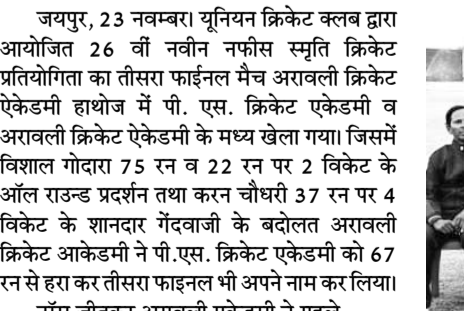 जयपुर, 23 नवम्बर। यूनियन क्रिकेट क्लब द्वारा
आयोजित 26 वीं नवीन नफीस स्मृति क्रिकेट
प्रतियोगिता का तीसरा फाईनल मैच अरावली क्रिकेट
ऐकेडमी हाथोज में पी. एस. क्रिकेट एकेडमी व
अरावली क्रिकेट ऐकेडमी के मध्य खेला गया। जिसमें
विशाल गोदारा 75 रन व 22 रन पर 2 विकेट के
ऑल राउन्ड प्रदर्शन तथा करन चौधरी 37 रन पर 4
विकेट के शानदार गेंदवाजी के बदोलत अरावली
क्रिकेट आकेडमी ने पी.एस. क्रिकेट एकेडमी को 67
रन से हरा कर तीसरा फाइनल भी अपने नाम कर लिया।